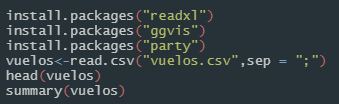 install.packages("readxl")
install.packages("ggvis")
install.packages("party")
vuelos<-read.csv("vuelos.csv",sep = ";")
head(vuelos)
summary(vuelos)